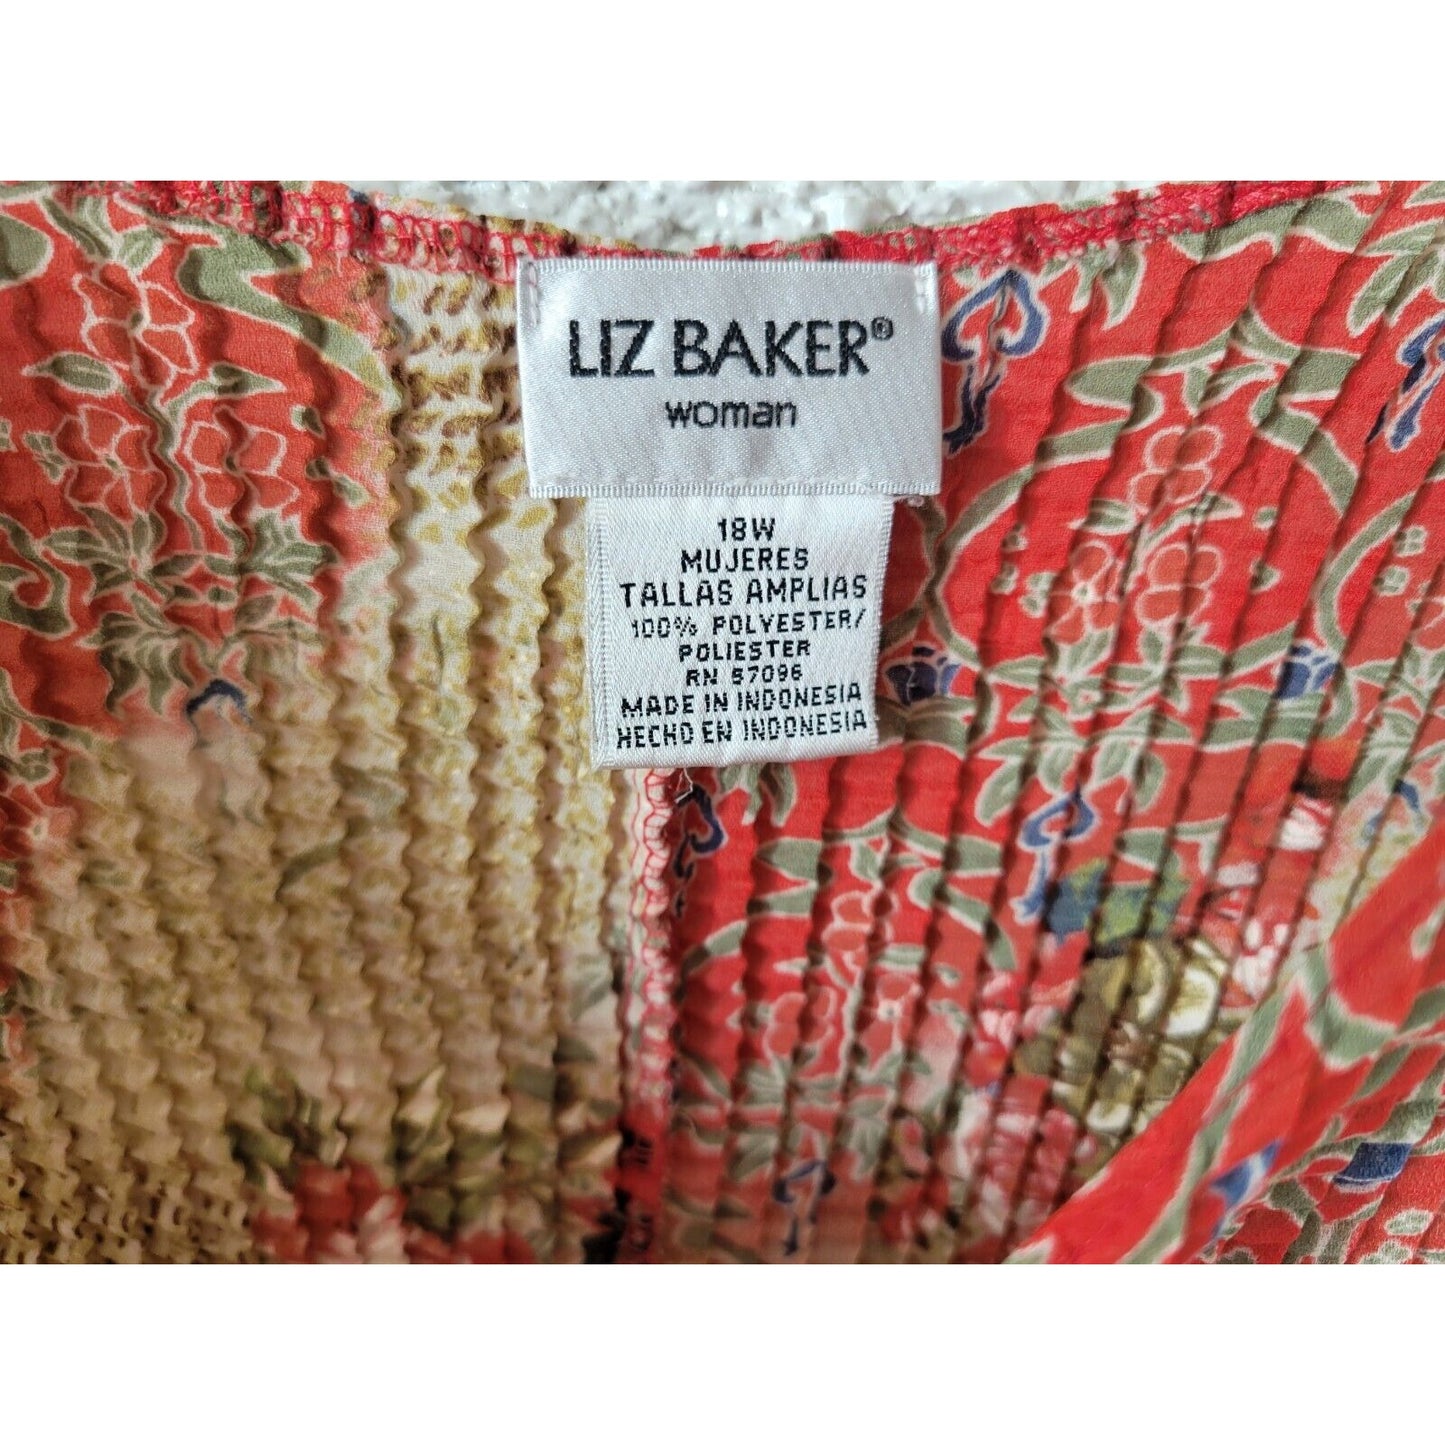 LIZ BAKER®
woman
18W
MUJERES
TALLAS AMPLIAS
100% POLYESTER/
POLIESTER
RN 57096
MADE IN INDONESIA
HECHO EN INDONESIA